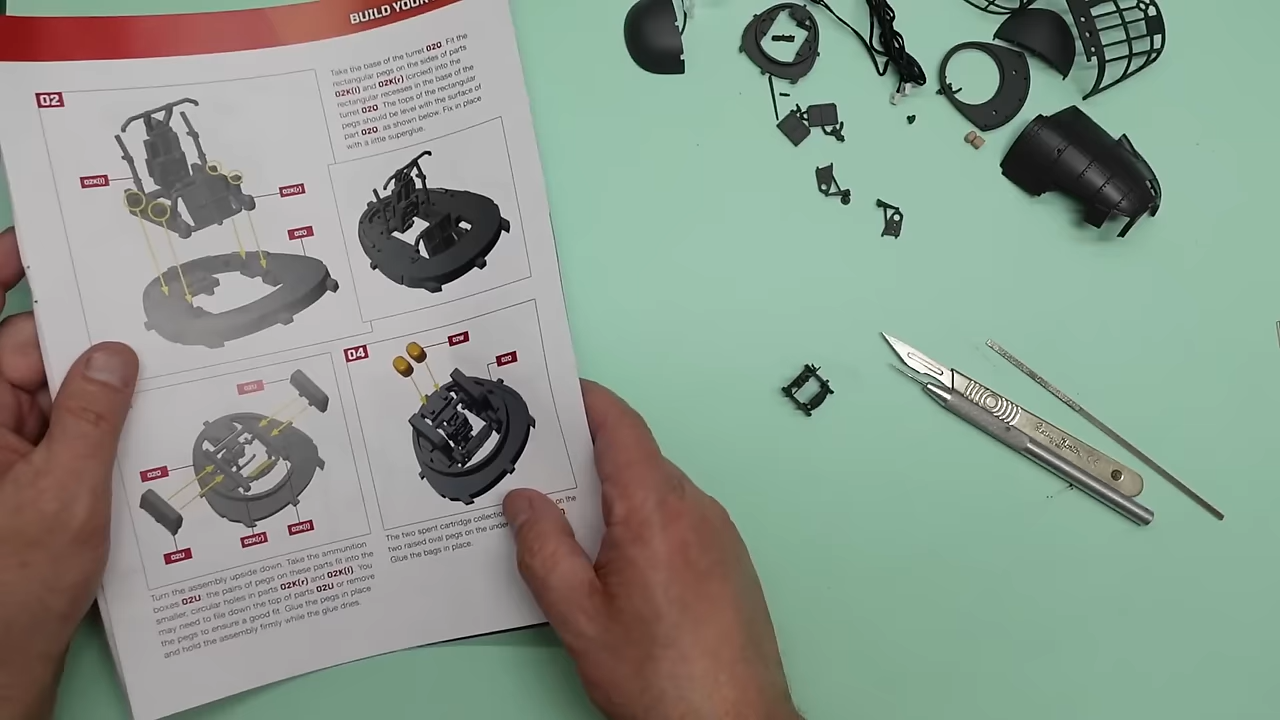 BUILD YOUR
02
Take the base of the turret 02O. Fit the
rectangular pegs on the sides of parts
02K(l) and 02K(r) (circled) into the
rectangular recesses in the base of the
turret 02O. The tops of the rectangular
pegs should be level with the surface of
part 02O, as shown below. Fix in place
with a little superglue.
02K(l)
02K(r)
02O
02U
02O
02U
02K(r)
02K(l)
Turn the assembly upside down. Take the ammunition
boxes 02U: the pairs of pegs on these parts fit into the
smaller, circular holes in parts 02K(r) and 02K(l). You
may need to file down the top of parts 02U or remove
the pegs to ensure a good fit. Glue the pegs in place
and hold the assembly firmly while the glue dries.
04
02W
02O
The two spent cartridge on the
two raised oval pegs on the
Glue the bags in place.